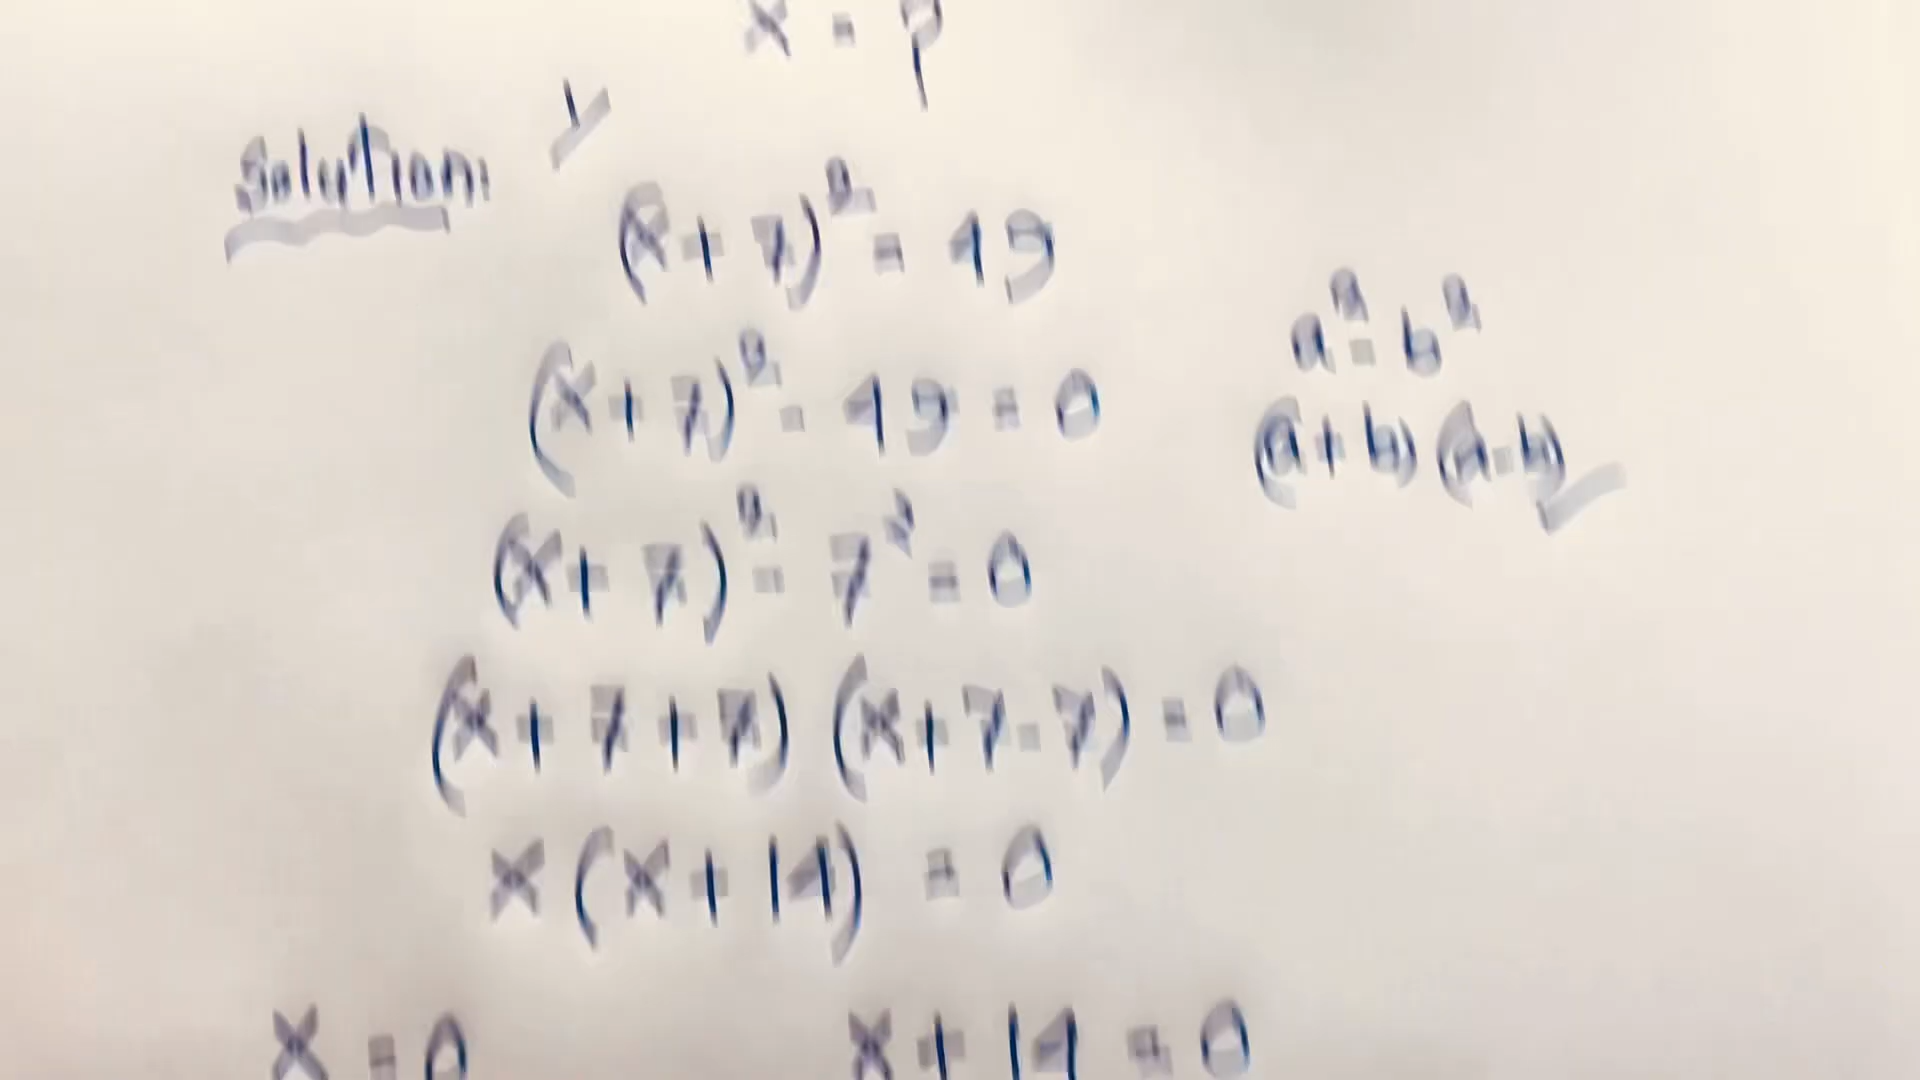 x = ?
Solution:
(x + 7)² = 49
(x + 7)² - 49 = 0
a² - b²
(a + b) (a - b)
(x + 7)² - 7² = 0
(x + 7 + 7) (x + 7 - 7) = 0
x (x + 14) = 0
x = 0 x + 14 = 0